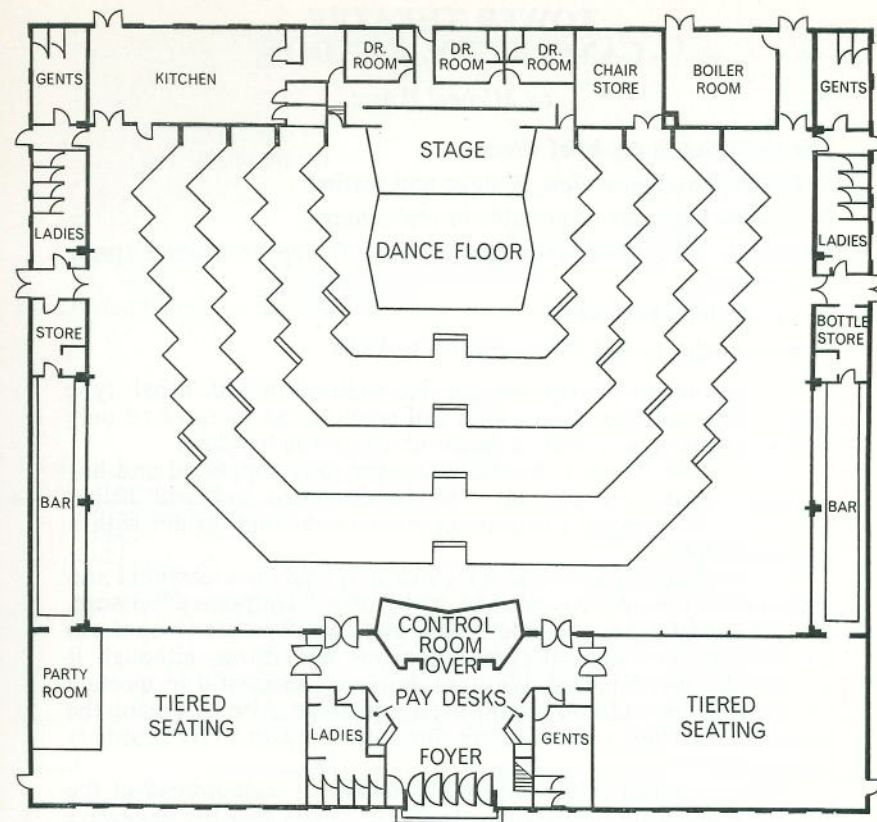 GENTS
KITCHEN
DR.
ROOM
DR.
ROOM
DR.
ROOM
CHAIR
STORE
BOILER
ROOM
GENTS
STAGE
LADIES
DANCE FLOOR
LADIES
STORE
BOTTLE
STORE
BAR
BAR
CONTROL
ROOM
OVER
PARTY
ROOM
TIERED
SEATING
PAY DESKS
TIERED
SEATING
LADIES
GENTS
FOYER